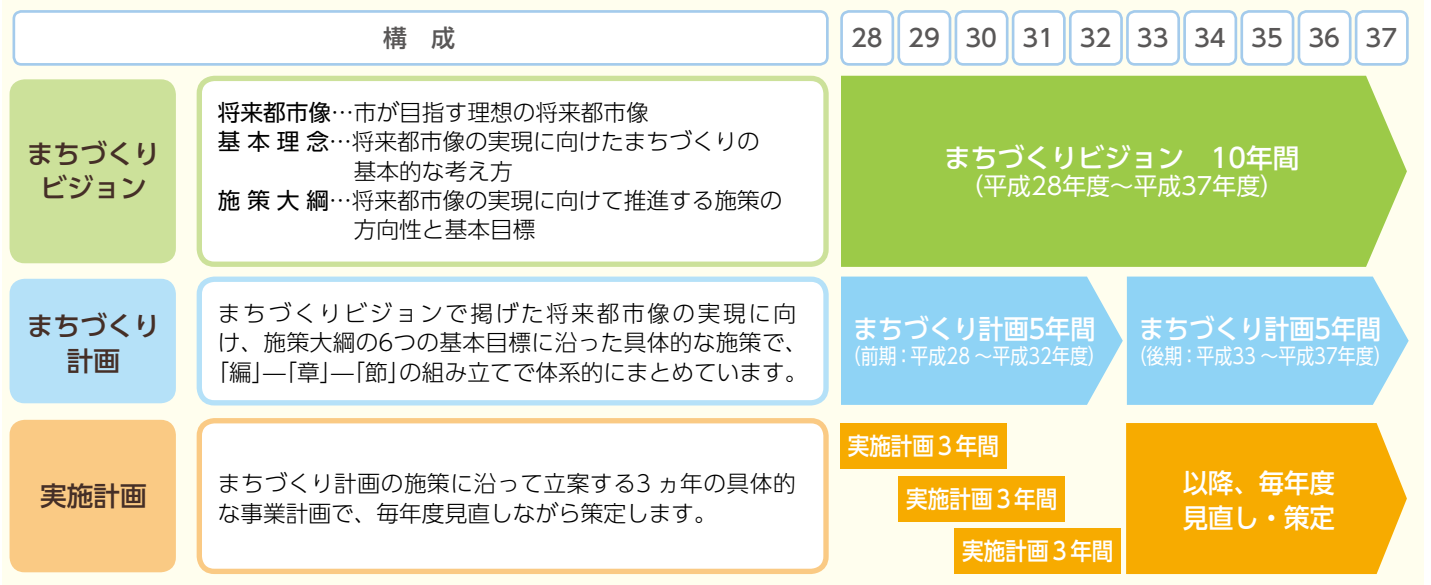 構 成
28 29 30 31 32 33 34 35 36 37
まちづくり
ビジョン
将来都市像…市が目指す理想の将来都市像
基 本 理 念…将来都市像の実現に向けたまちづくりの
基本的な考え方
施 策 大 綱…将来都市像の実現に向けて推進する施策の
方向性と基本目標
まちづくりビジョン 10年間
(平成28年度〜平成37年度)
まちづくり
計画
まちづくりビジョンで掲げた将来都市像の実現に向
け、施策大綱の6つの基本目標に沿った具体的な施策で、
「編」―「章」―「節」の組み立てで体系的にまとめています。
まちづくり計画5年間
(前期:平成28 〜平成32年度)
まちづくり計画5年間
(後期:平成33 〜平成37年度)
実施計画
まちづくり計画の施策に沿って立案する3 ヵ年の具体的
な事業計画で、毎年度見直しながら策定します。
実施計画3年間
実施計画3年間
実施計画3年間
以降、毎年度
見直し・策定